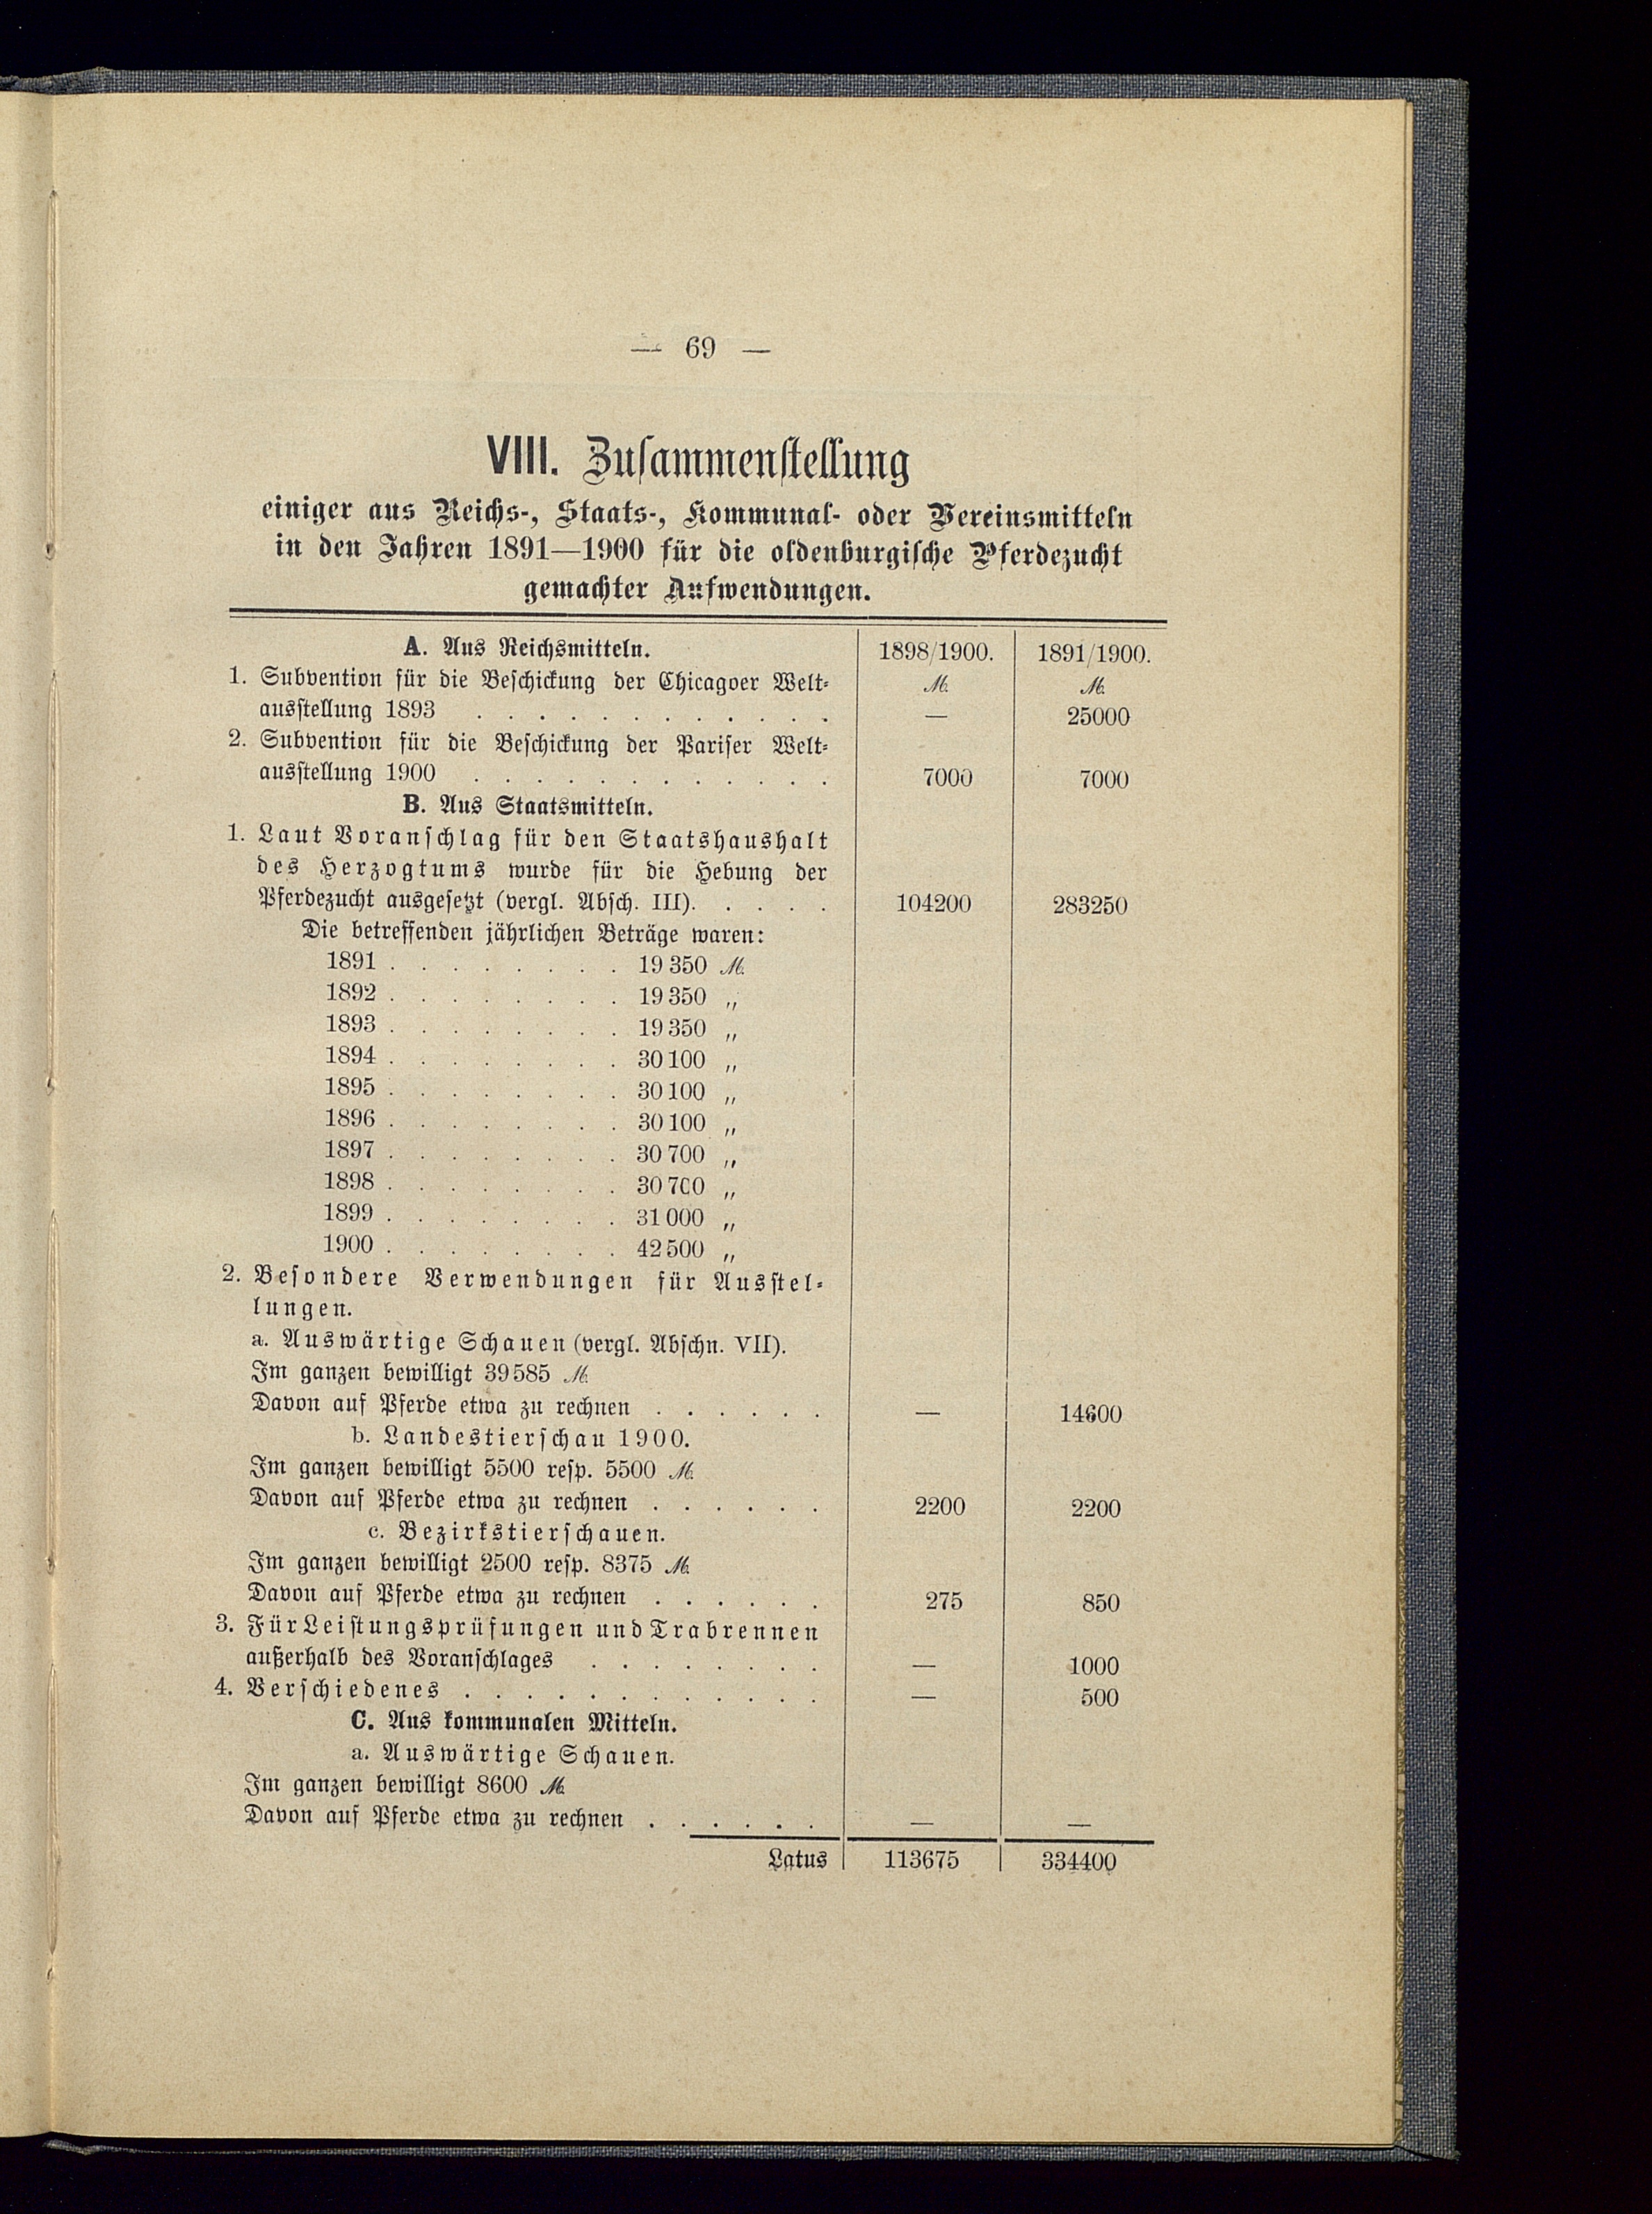 — 69 —
VIII. Zusammenstellung
einiger aus Reichs-, Staats-, Kommunal- oder Vereinsmitteln
in den Jahren 1891—1900 für die oldenburgische Pferdezucht
gemachter Aufwendungen.
A. Aus Reichsmitteln. 1898/1900. 1891/1900.
1. Subvention für die Beschickung der Chicagoer Welt- M. M.
ausstellung 1893 . . . . . . . . . . . . — 25000
2. Subvention für die Beschickung der Pariser Welt-
ausstellung 1900 . . . . . . . . . . . . 7000 7000
B. Aus Staatsmitteln.
1. Laut Voranschlag für den Staatshaushalt
des Herzogtums wurde für die Hebung der
Pferdezucht ausgesetzt (vergl. Absch. III). . . . . 104200 283250
Die betreffenden jährlichen Beträge waren:
1891 . . . . . . . . 19 350 M.
1892 . . . . . . . . 19 350 „
1893 . . . . . . . . 19 350 „
1894 . . . . . . . . 30 100 „
1895 . . . . . . . . 30 100 „
1896 . . . . . . . . 30 100 „
1897 . . . . . . . . 30 700 „
1898 . . . . . . . . 30 700 „
1899 . . . . . . . . 31 000 „
1900 . . . . . . . . 42 500 „
2. Besondere Verwendungen für Ausstel-
lungen.
a. Auswärtige Schauen (vergl. Abschn. VII).
Im ganzen bewilligt 39585 M.
Davon auf Pferde etwa zu rechnen . . . . . . — 14600
b. Landestierschau 1900.
Im ganzen bewilligt 5500 resp. 5500 M.
Davon auf Pferde etwa zu rechnen . . . . . . 2200 2200
c. Bezirkstierschauen.
Im ganzen bewilligt 2500 resp. 8375 M.
Davon auf Pferde etwa zu rechnen . . . . . . 275 850
3. Für Leistungsprüfungen und Trabrennen
außerhalb des Voranschlages . . . . . . . . — 1000
4. Verschiedenes . . . . . . . . . . . . — 500
C. Aus kommunalen Mitteln.
a. Auswärtige Schauen.
Im ganzen bewilligt 8600 M.
Davon auf Pferde etwa zu rechnen . . . . . . — —
Latus 113675 334400